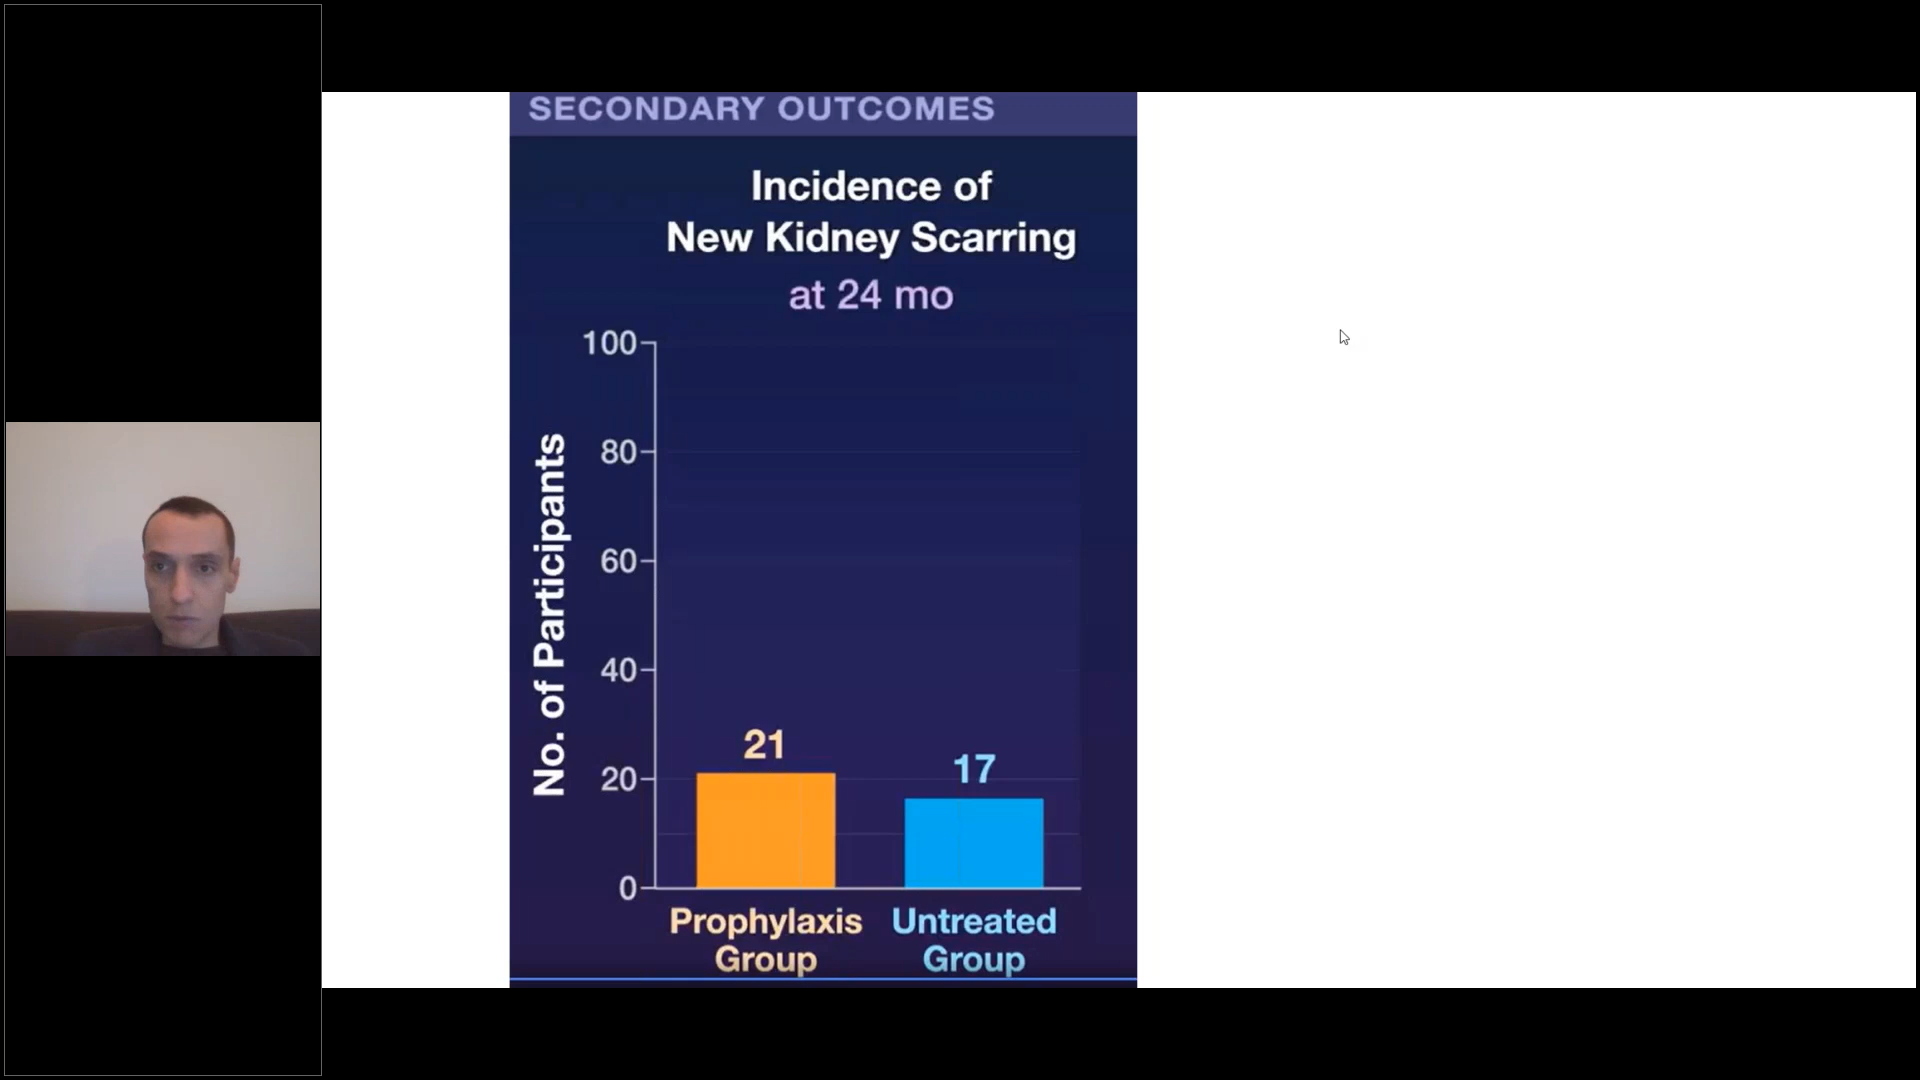 SECONDARY OUTCOMES
Incidence of
New Kidney Scarring
at 24 mo
No. of Participants
100
80
60
40
20
0
21
17
Prophylaxis
Group
Untreated
Group